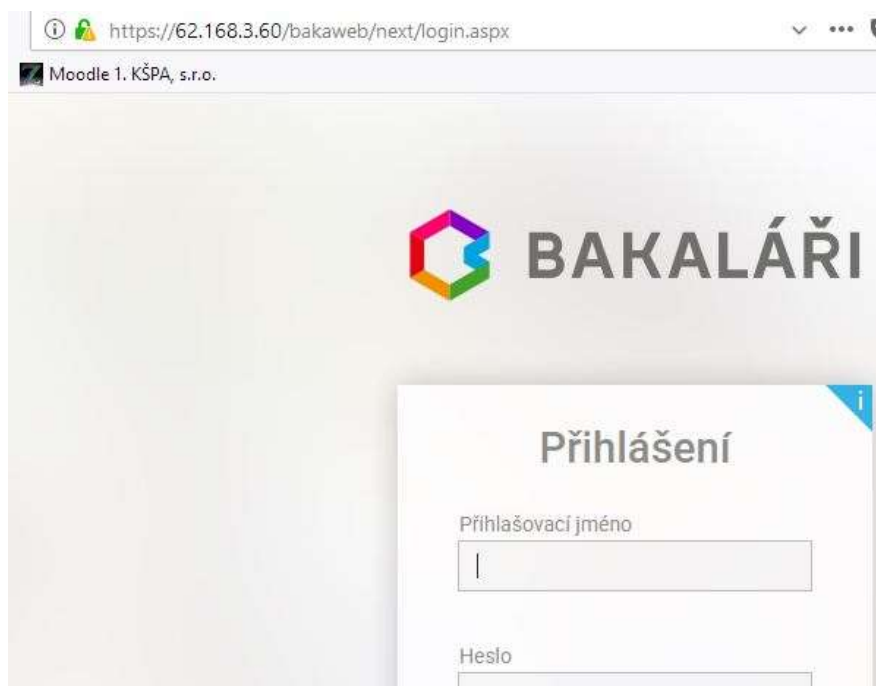 https://62.168.3.60/bakaweb/next/login.aspx
Moodle 1. KŠPA, s.r.o.
BAKALÁŘI
i
Přihlášení
Přihlašovací jméno
Heslo